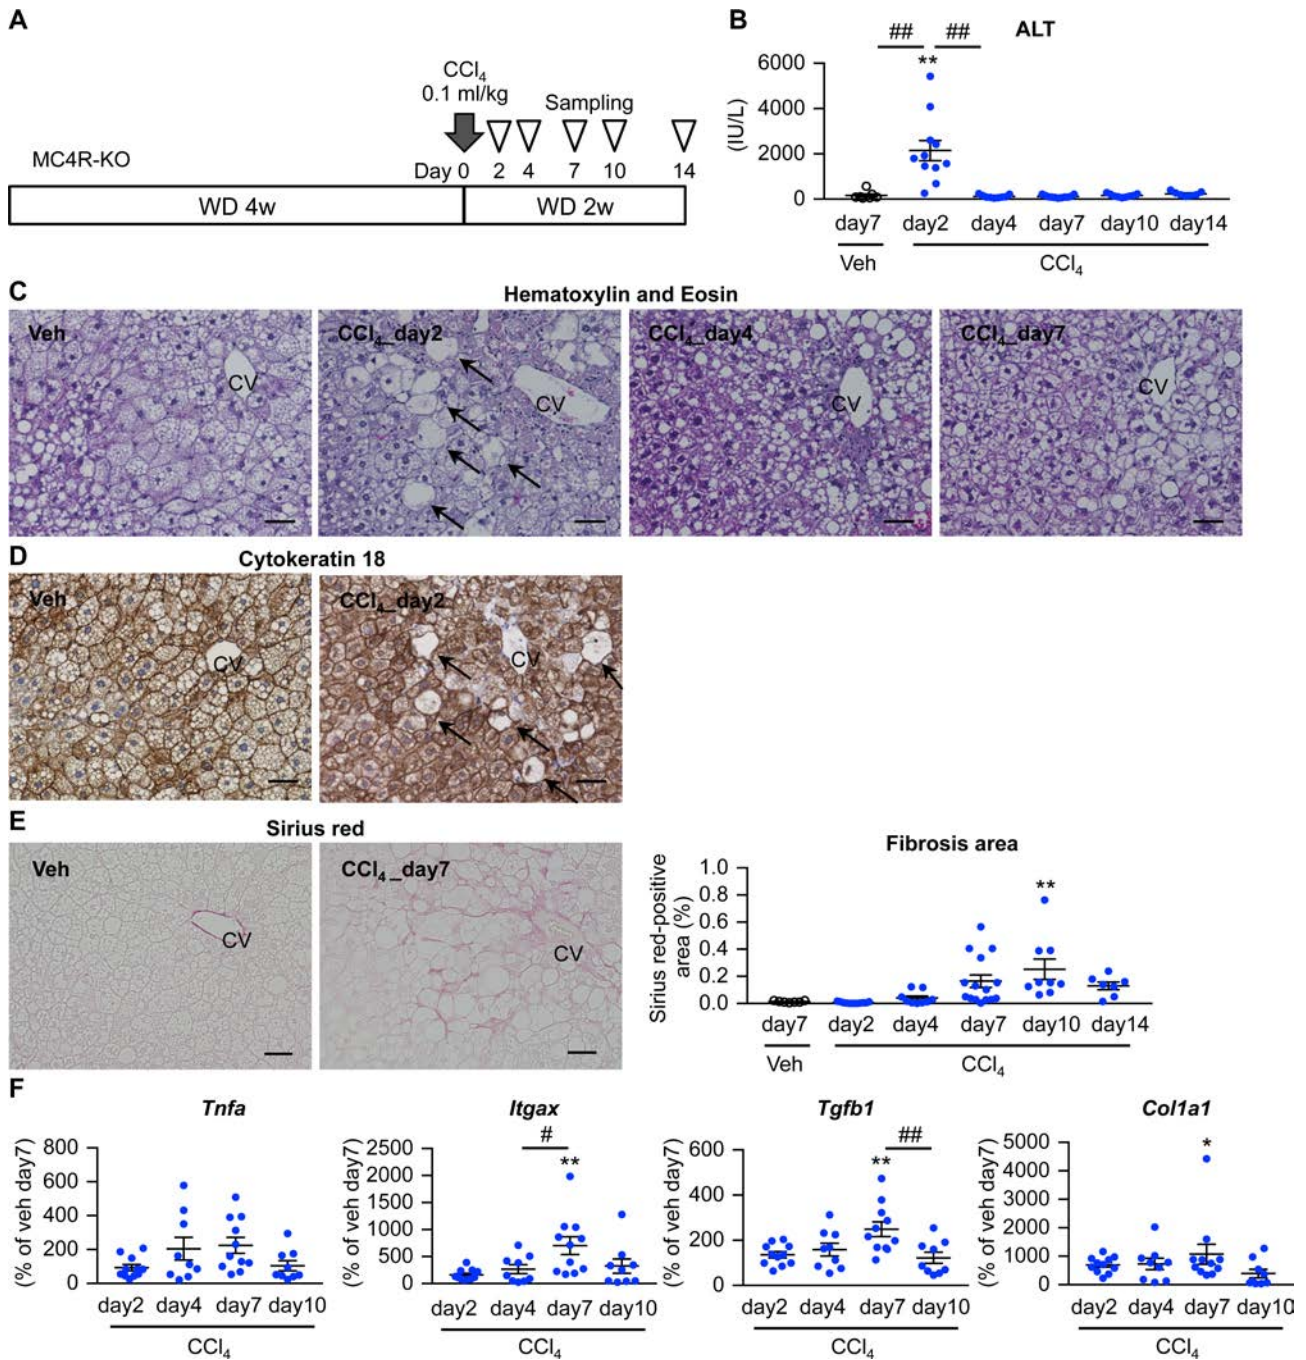 A
CCl4
0.1 ml/kg
Sampling
MC4R-KO
Day 0 2 4 7 10 14
WD 4w WD 2w
B
ALT
## ##
**
(IU/L)
6000
4000
2000
0
day7 day2 day4 day7 day10 day14
Veh CCl4
C
Hematoxylin and Eosin
Veh CCl4_day2 CCl4_day4 CCl4_day7
CV CV CV CV
D
Cytokeratin 18
Veh CCl4_day2
CV CV
E
Sirius red
Veh CCl4_day7
CV CV
Fibrosis area
Sirius red-positive
area (%)
1.0
0.8
0.6
0.4
0.2
0.0
**
day7 day2 day4 day7 day10 day14
Veh CCl4
F
Tnfa
(% of veh day7)
800
600
400
200
0
day2 day4 day7 day10
CCl4
Itgax
(% of veh day7)
2500
2000
1500
1000
500
0
#
**
day2 day4 day7 day10
CCl4
Tgfb1
(% of veh day7)
600
400
200
0
##
**
day2 day4 day7 day10
CCl4
Col1a1
(% of veh day7)
5000
4000
3000
2000
1000
0
*
day2 day4 day7 day10
CCl4